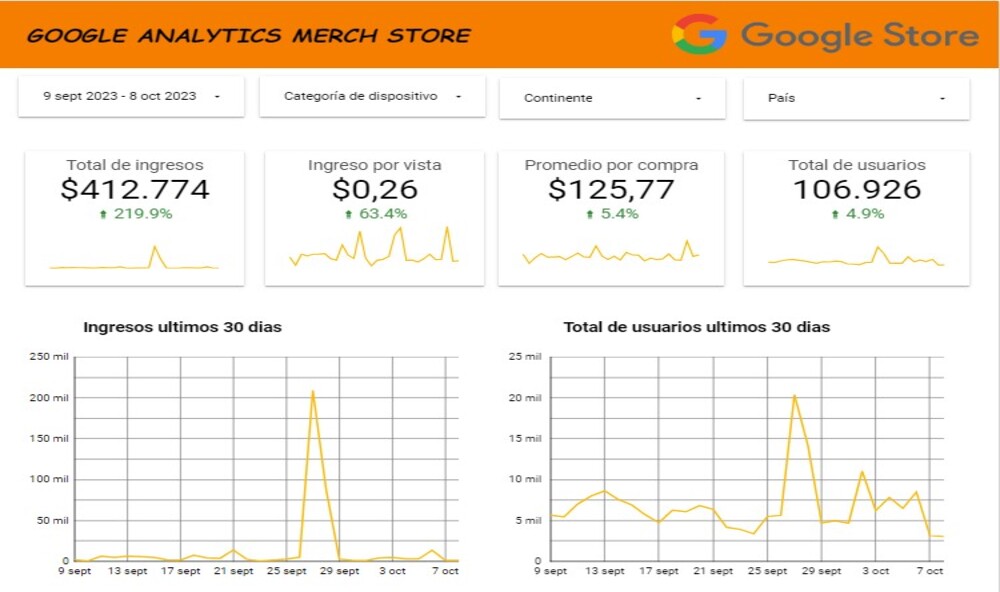 GOOGLE ANALYTICS MERCH STORE
Google Store
9 sept 2023 - 8 oct 2023
Categoría de dispositivo
Continente
País
Total de ingresos
$412.774
219.9%
Ingreso por vista
$0,26
63.4%
Promedio por compra
$125,77
5.4%
Total de usuarios
106.926
4.9%
Ingresos ultimos 30 dias
250 mil
200 mil
150 mil
100 mil
50 mil
0
9 sept 13 sept 17 sept 21 sept 25 sept 29 sept 3 oct 7 oct
Total de usuarios ultimos 30 dias
25 mil
20 mil
15 mil
10 mil
5 mil
0
9 sept 13 sept 17 sept 21 sept 25 sept 29 sept 3 oct 7 oct